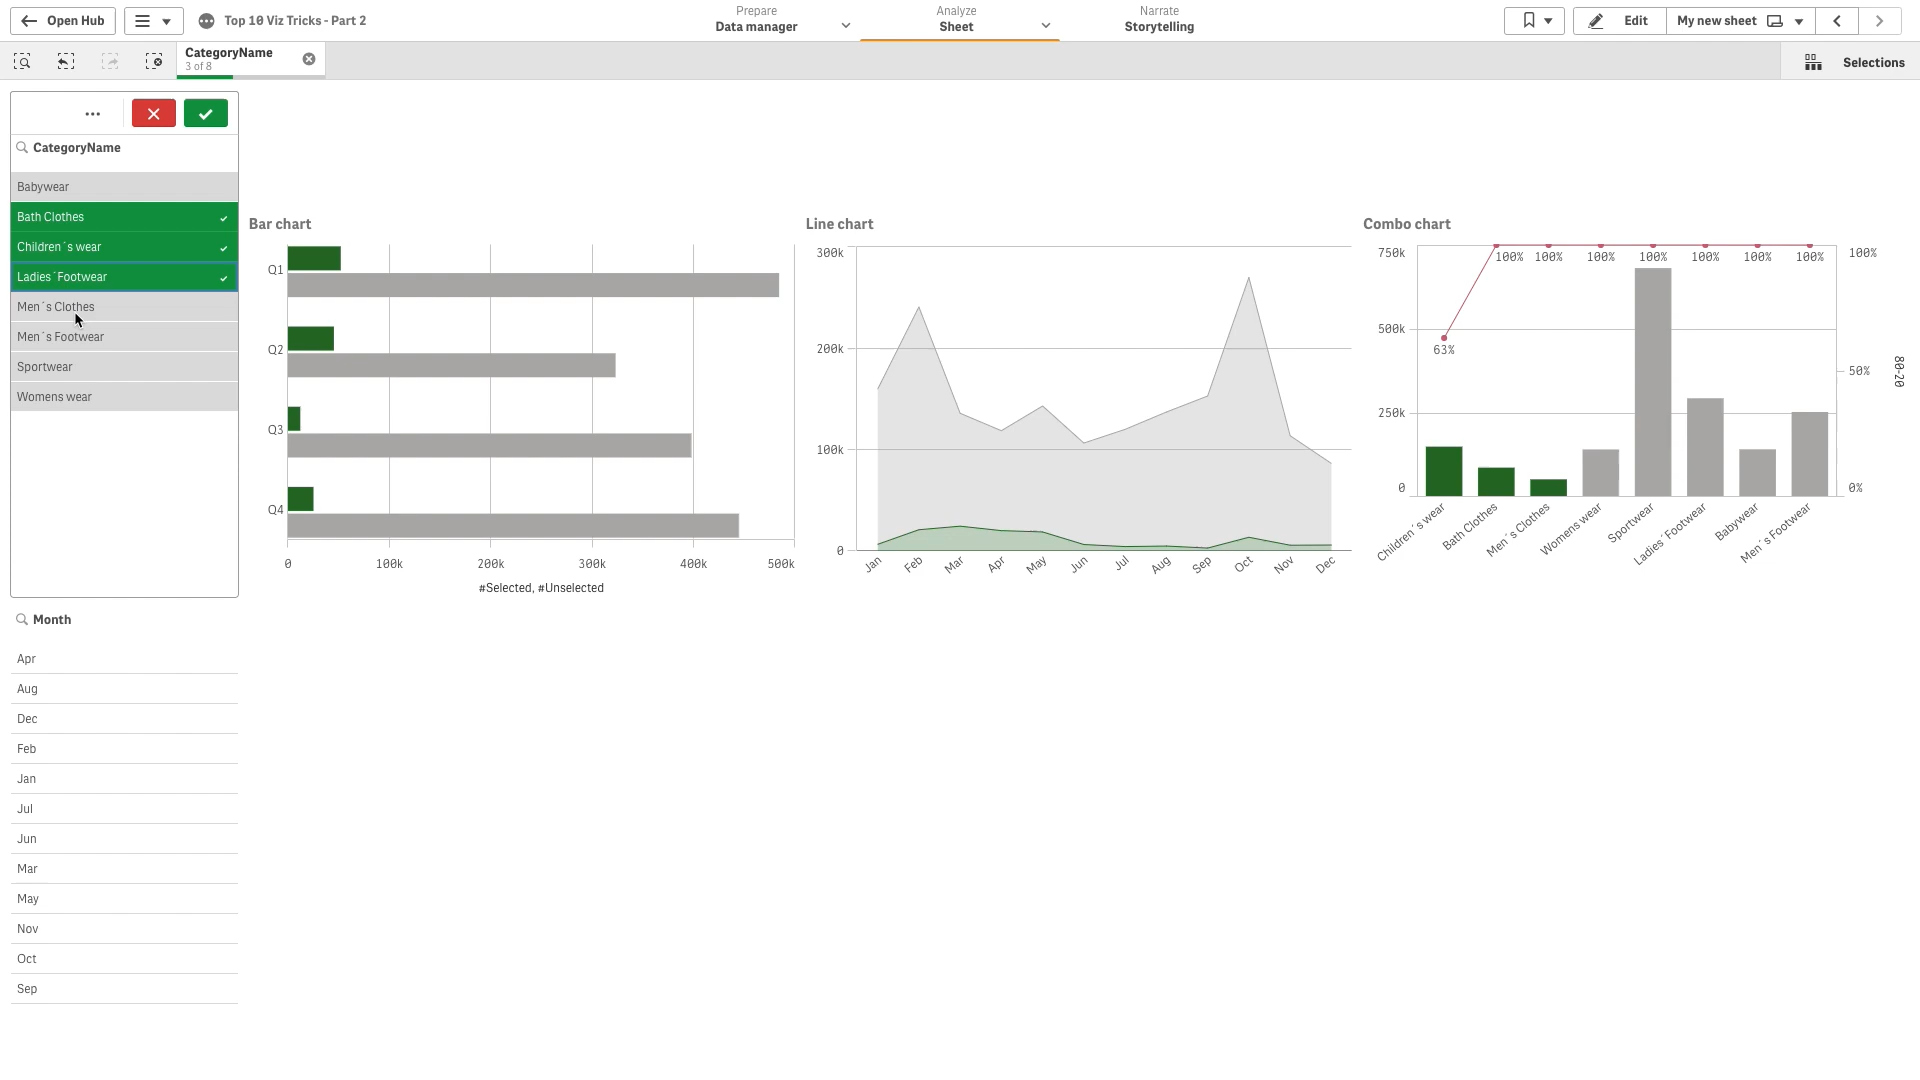 Open Hub
Top 10 Viz Tricks - Part 2
Prepare
Data manager
Analyze
Sheet
Narrate
Storytelling
Edit
My new sheet
CategoryName
3 of 8
Selections
CategoryName
Babywear
Bath Clothes
Children´s wear
Ladies´Footwear
Men´s Clothes
Men´s Footwear
Sportwear
Womens wear
Bar chart
Q1
Q2
Q3
Q4
0 100k 200k 300k 400k 500k
#Selected, #Unselected
Line chart
300k
200k
100k
0
Jan Feb Mar Apr May Jun Jul Aug Sep Oct Nov Dec
Combo chart
750k
500k
250k
0
63% 100% 100% 100% 100% 100% 100% 100%
100%
50%
0%
80-20
Children´s wear Bath Clothes Men´s Clothes Womens wear Sportwear Ladies´Footwear Babywear Men´s Footwear
Month
Apr
Aug
Dec
Feb
Jan
Jul
Jun
Mar
May
Nov
Oct
Sep